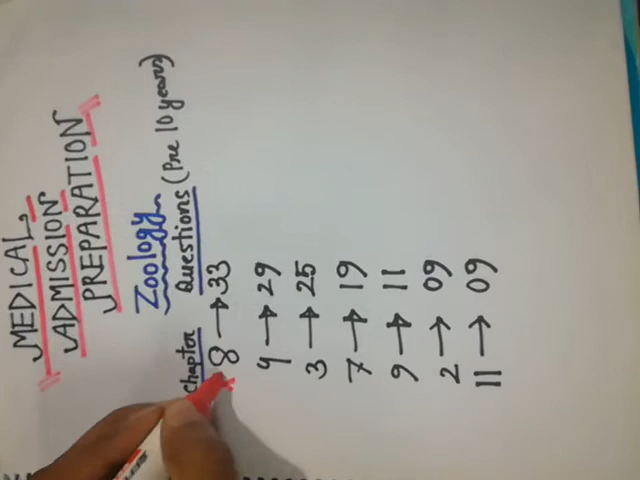 MEDICAL
ADMISSION
PREPARATION
Zoology
Chapter Questions (Pre 10 years)
8 → 33
4 → 29
3 → 25
7 → 19
9 → 11
2 → 09
11 → 09